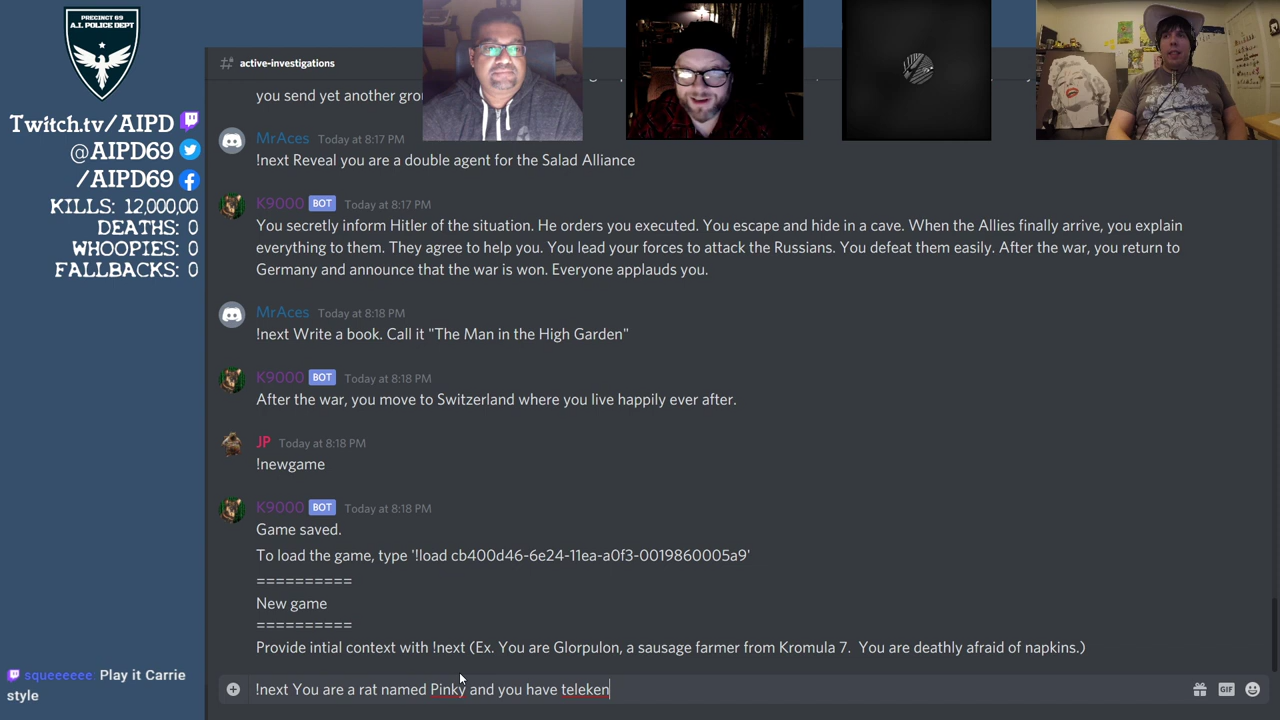 PRECINCT 69
A.I. POLICE DEPT
Twitch.tv/AIPD
@AIPD69
/AIPD69
KILLS: 12,000,00
DEATHS: 0
WHOOPIES: 0
FALLBACKS: 0
squeeeeee Play it Carrie
style
active-investigations
you send yet another grou
MrAces Today at 8:17 PM
!next Reveal you are a double agent for the Salad Alliance
K9000 BOT Today at 8:17 PM
You secretly inform Hitler of the situation. He orders you executed. You escape and hide in a cave. When the Allies finally arrive, you explain
everything to them. They agree to help you. You lead your forces to attack the Russians. You defeat them easily. After the war, you return to
Germany and announce that the war is won. Everyone applauds you.
MrAces Today at 8:18 PM
!next Write a book. Call it "The Man in the High Garden"
K9000 BOT Today at 8:18 PM
After the war, you move to Switzerland where you live happily ever after.
JP Today at 8:18 PM
!newgame
K9000 BOT Today at 8:18 PM
Game saved.
To load the game, type '!load cb400d46-6e24-11ea-a0f3-0019860005a9'
==========
New game
==========
Provide intial context with !next (Ex. You are Glorpulon, a sausage farmer from Kromula 7. You are deathly afraid of napkins.)
!next You are a rat named Pinky and you have teleken
GIF